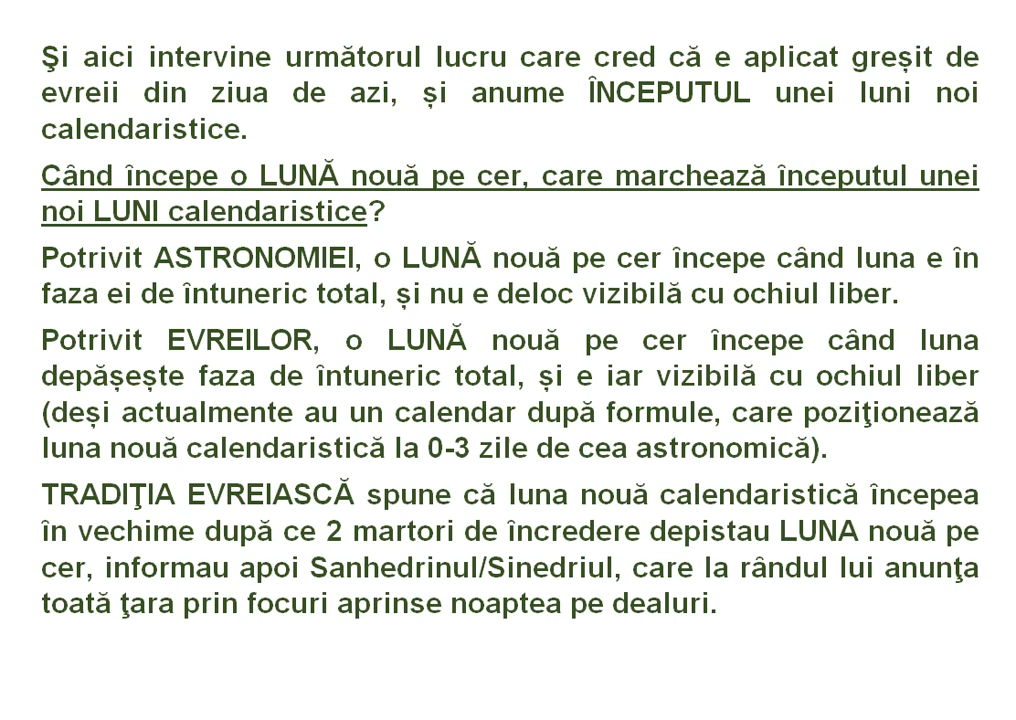 Şi aici intervine următorul lucru care cred că e aplicat greșit de
evreii din ziua de azi, și anume ÎNCEPUTUL unei luni noi
calendaristice.
Când începe o LUNĂ nouă pe cer, care marchează începutul unei
noi LUNI calendaristice?
Potrivit ASTRONOMIEI, o LUNĂ nouă pe cer începe când luna e în
faza ei de întuneric total, și nu e deloc vizibilă cu ochiul liber.
Potrivit EVREILOR, o LUNĂ nouă pe cer începe când luna
depășește faza de întuneric total, și e iar vizibilă cu ochiul liber
(deși actualmente au un calendar după formule, care poziţionează
luna nouă calendaristică la 0-3 zile de cea astronomică).
TRADIŢIA EVREIASCĂ spune că luna nouă calendaristică începea
în vechime după ce 2 martori de încredere depistau LUNA nouă pe
cer, informau apoi Sanhedrinul/Sinedriul, care la rândul lui anunţa
toată ţara prin focuri aprinse noaptea pe dealuri.